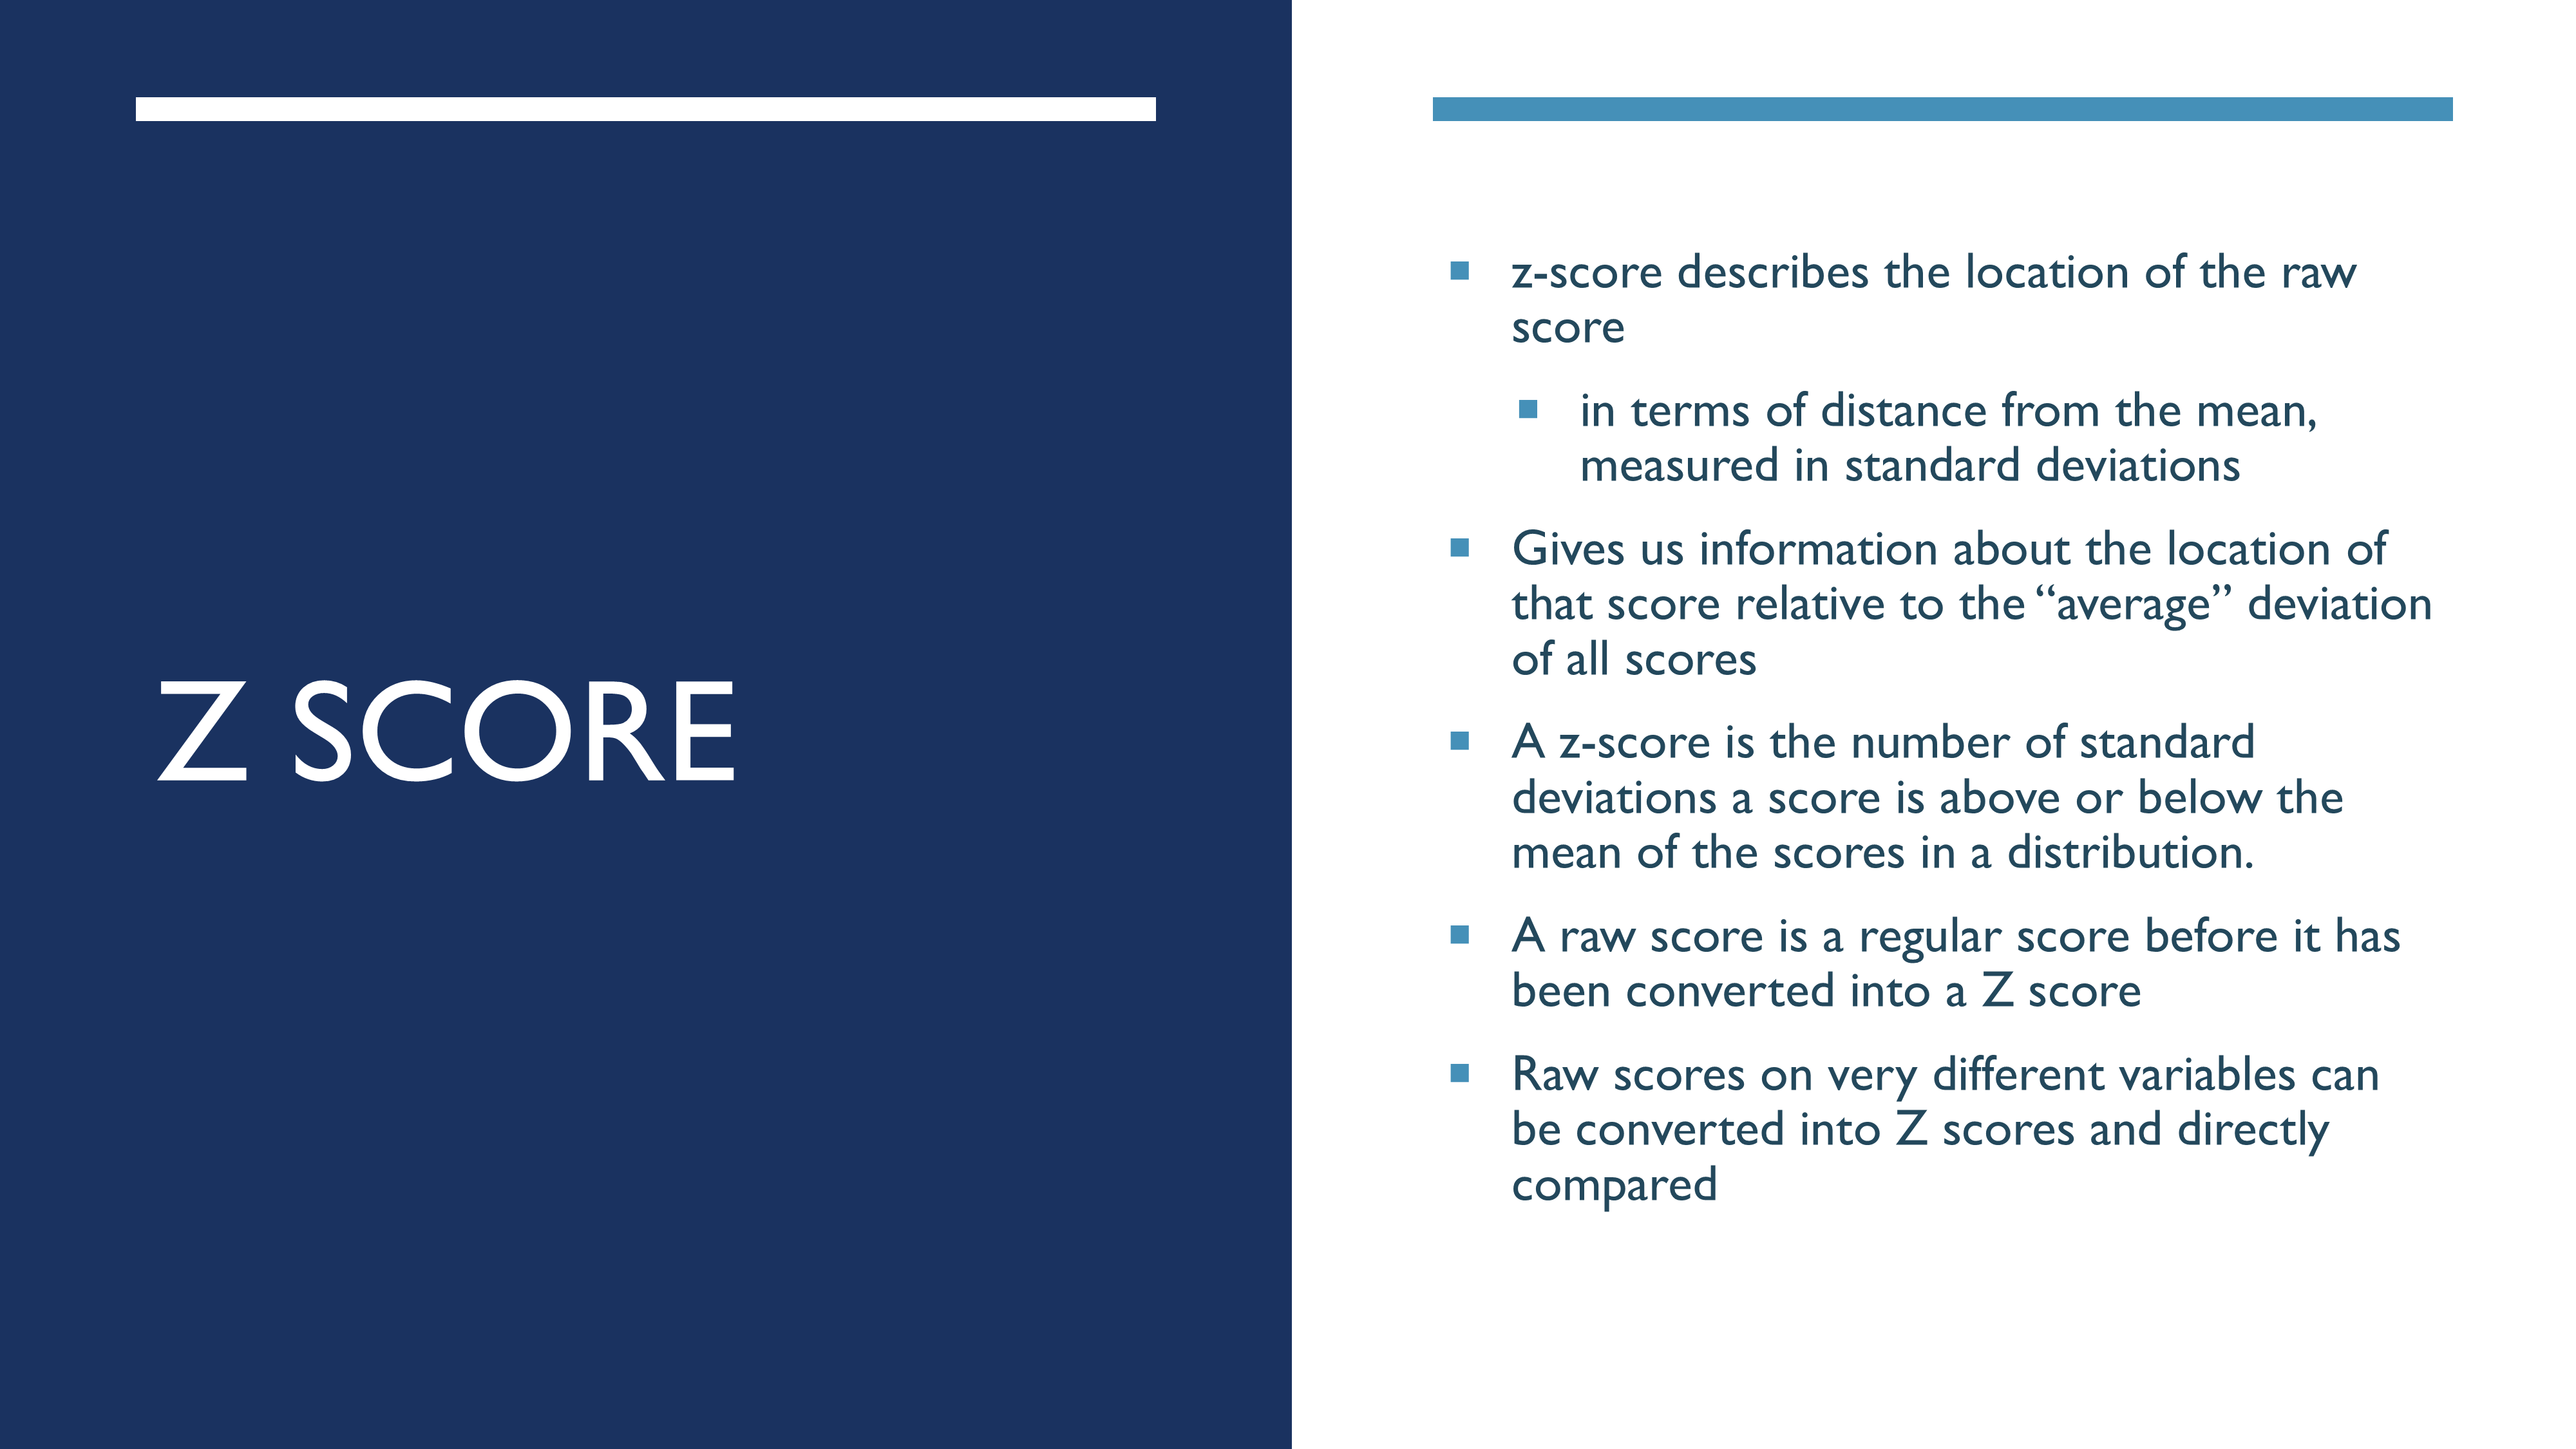 Z SCORE
z-score describes the location of the raw
score
in terms of distance from the mean,
measured in standard deviations
Gives us information about the location of
that score relative to the “average” deviation
of all scores
A z-score is the number of standard
deviations a score is above or below the
mean of the scores in a distribution.
A raw score is a regular score before it has
been converted into a Z score
Raw scores on very different variables can
be converted into Z scores and directly
compared